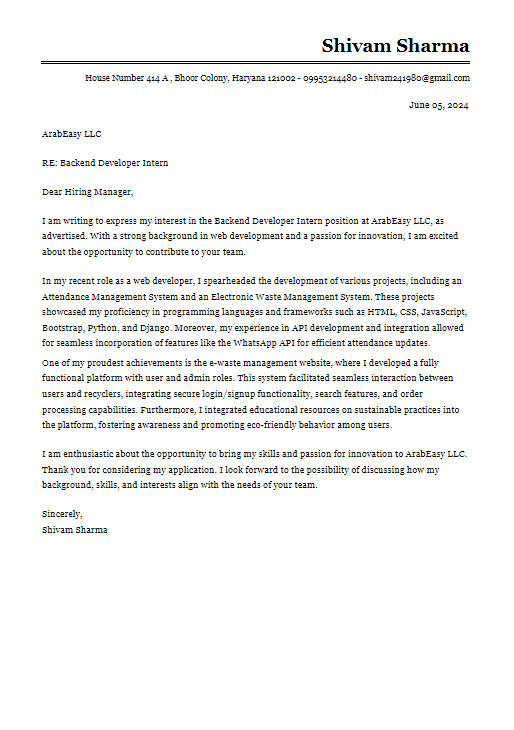 Shivam Sharma
House Number 414 A , Bhoor Colony, Haryana 121002 - 09953214480 - shivam241980@gmail.com
June 05, 2024
ArabEasy LLC
RE: Backend Developer Intern
Dear Hiring Manager,
I am writing to express my interest in the Backend Developer Intern position at ArabEasy LLC, as
advertised. With a strong background in web development and a passion for innovation, I am excited
about the opportunity to contribute to your team.
In my recent role as a web developer, I spearheaded the development of various projects, including an
Attendance Management System and an Electronic Waste Management System. These projects
showcased my proficiency in programming languages and frameworks such as HTML, CSS, JavaScript,
Bootstrap, Python, and Django. Moreover, my experience in API development and integration allowed
for seamless incorporation of features like the WhatsApp API for efficient attendance updates.
One of my proudest achievements is the e-waste management website, where I developed a fully
functional platform with user and admin roles. This system facilitated seamless interaction between
users and recyclers, integrating secure login/signup functionality, search features, and order
processing capabilities. Furthermore, I integrated educational resources on sustainable practices into
the platform, fostering awareness and promoting eco-friendly behavior among users.
I am enthusiastic about the opportunity to bring my skills and passion for innovation to ArabEasy LLC.
Thank you for considering my application. I look forward to the possibility of discussing how my
background, skills, and interests align with the needs of your team.
Sincerely,
Shivam Sharma